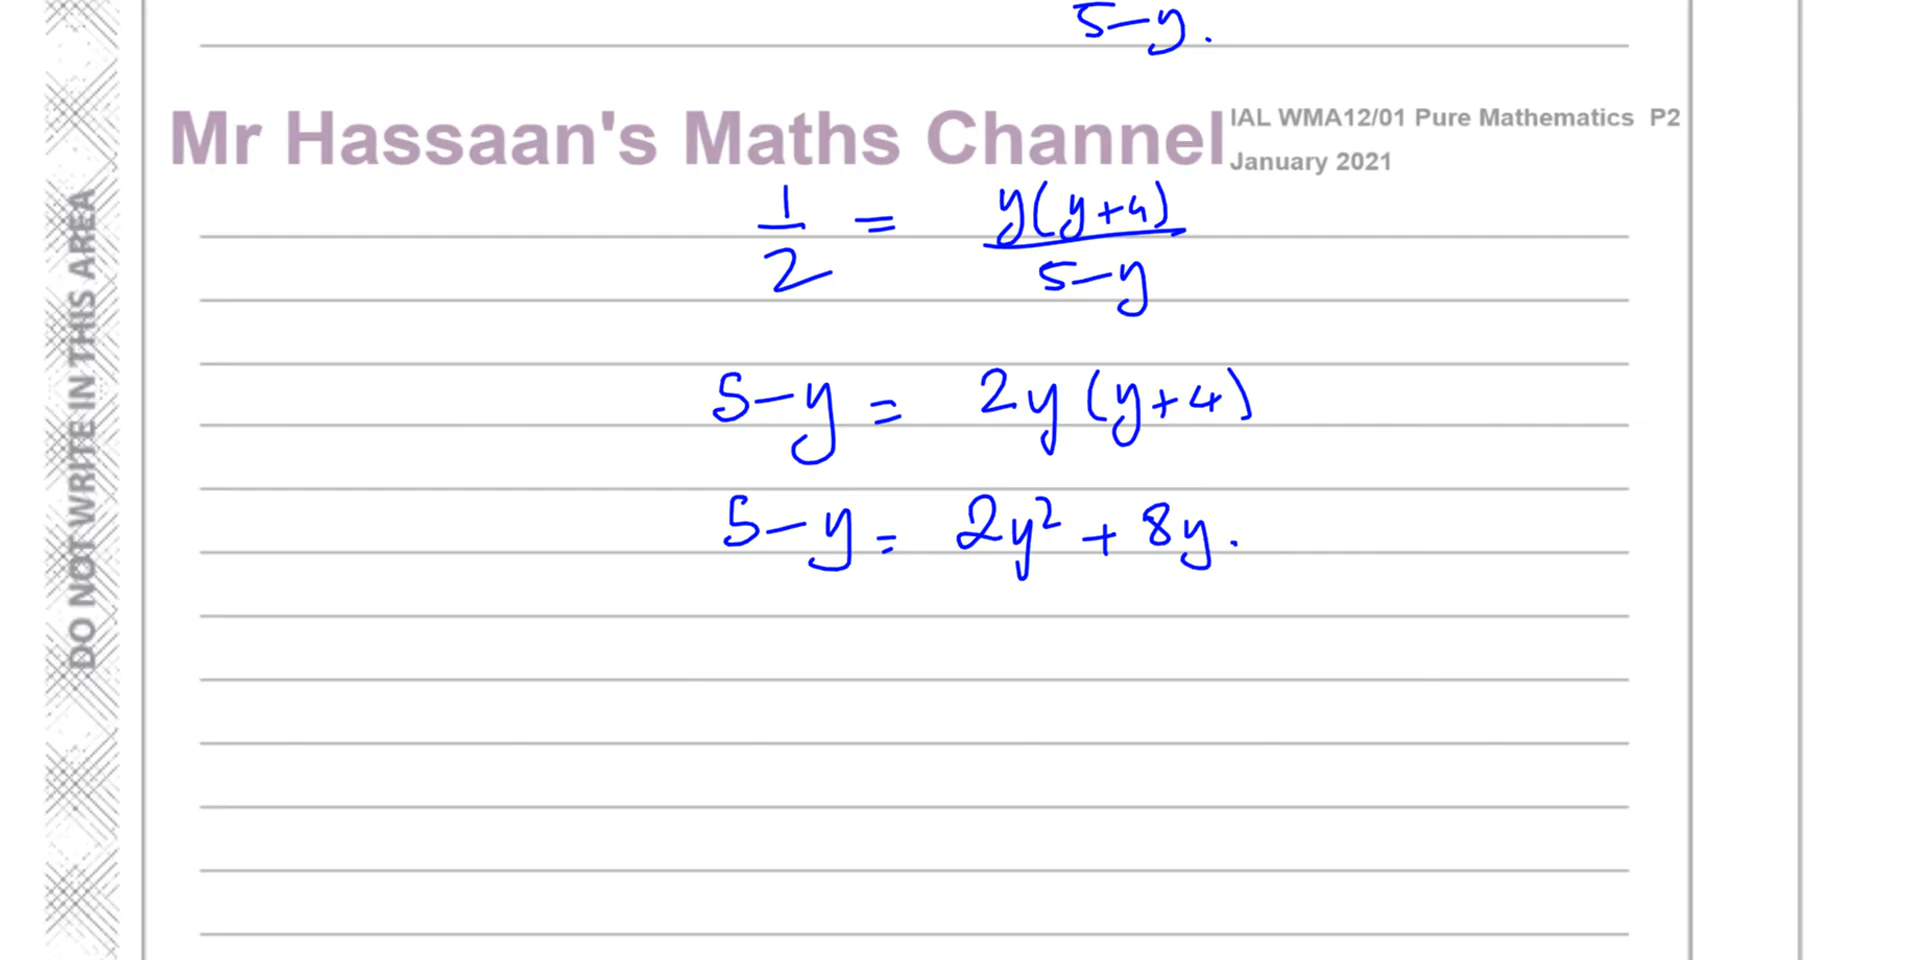 5-y.
Mr Hassaan's Maths Channel
IAL WMA12/01 Pure Mathematics P2
January 2021
1/2 = y(y+4)/5-y
5-y = 2y(y+4)
5-y = 2y² + 8y.
DO NOT WRITE IN THIS AREA